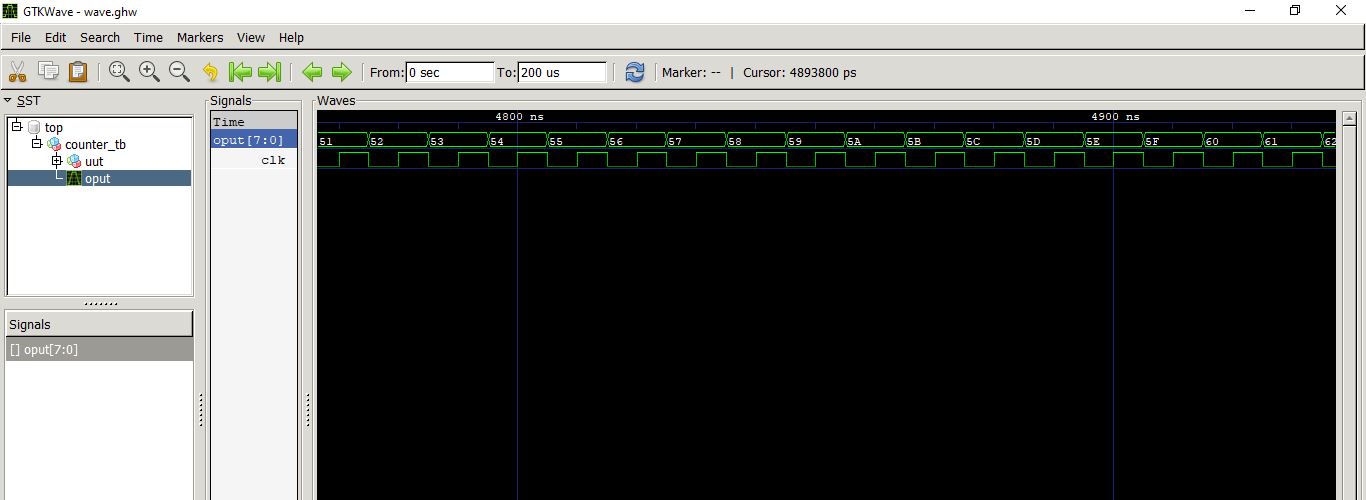 GTKWave - wave.ghw
File Edit Search Time Markers View Help
From: 0 sec To: 200 us Marker: -- | Cursor: 4893800 ps
SST
top
counter_tb
uut
oput
Signals
[] oput[7:0]
Signals
Time
oput[7:0]
clk
Waves
4800 ns 4900 ns
51 52 53 54 55 56 57 58 59 5A 5B 5C 5D 5E 5F 60 61 62